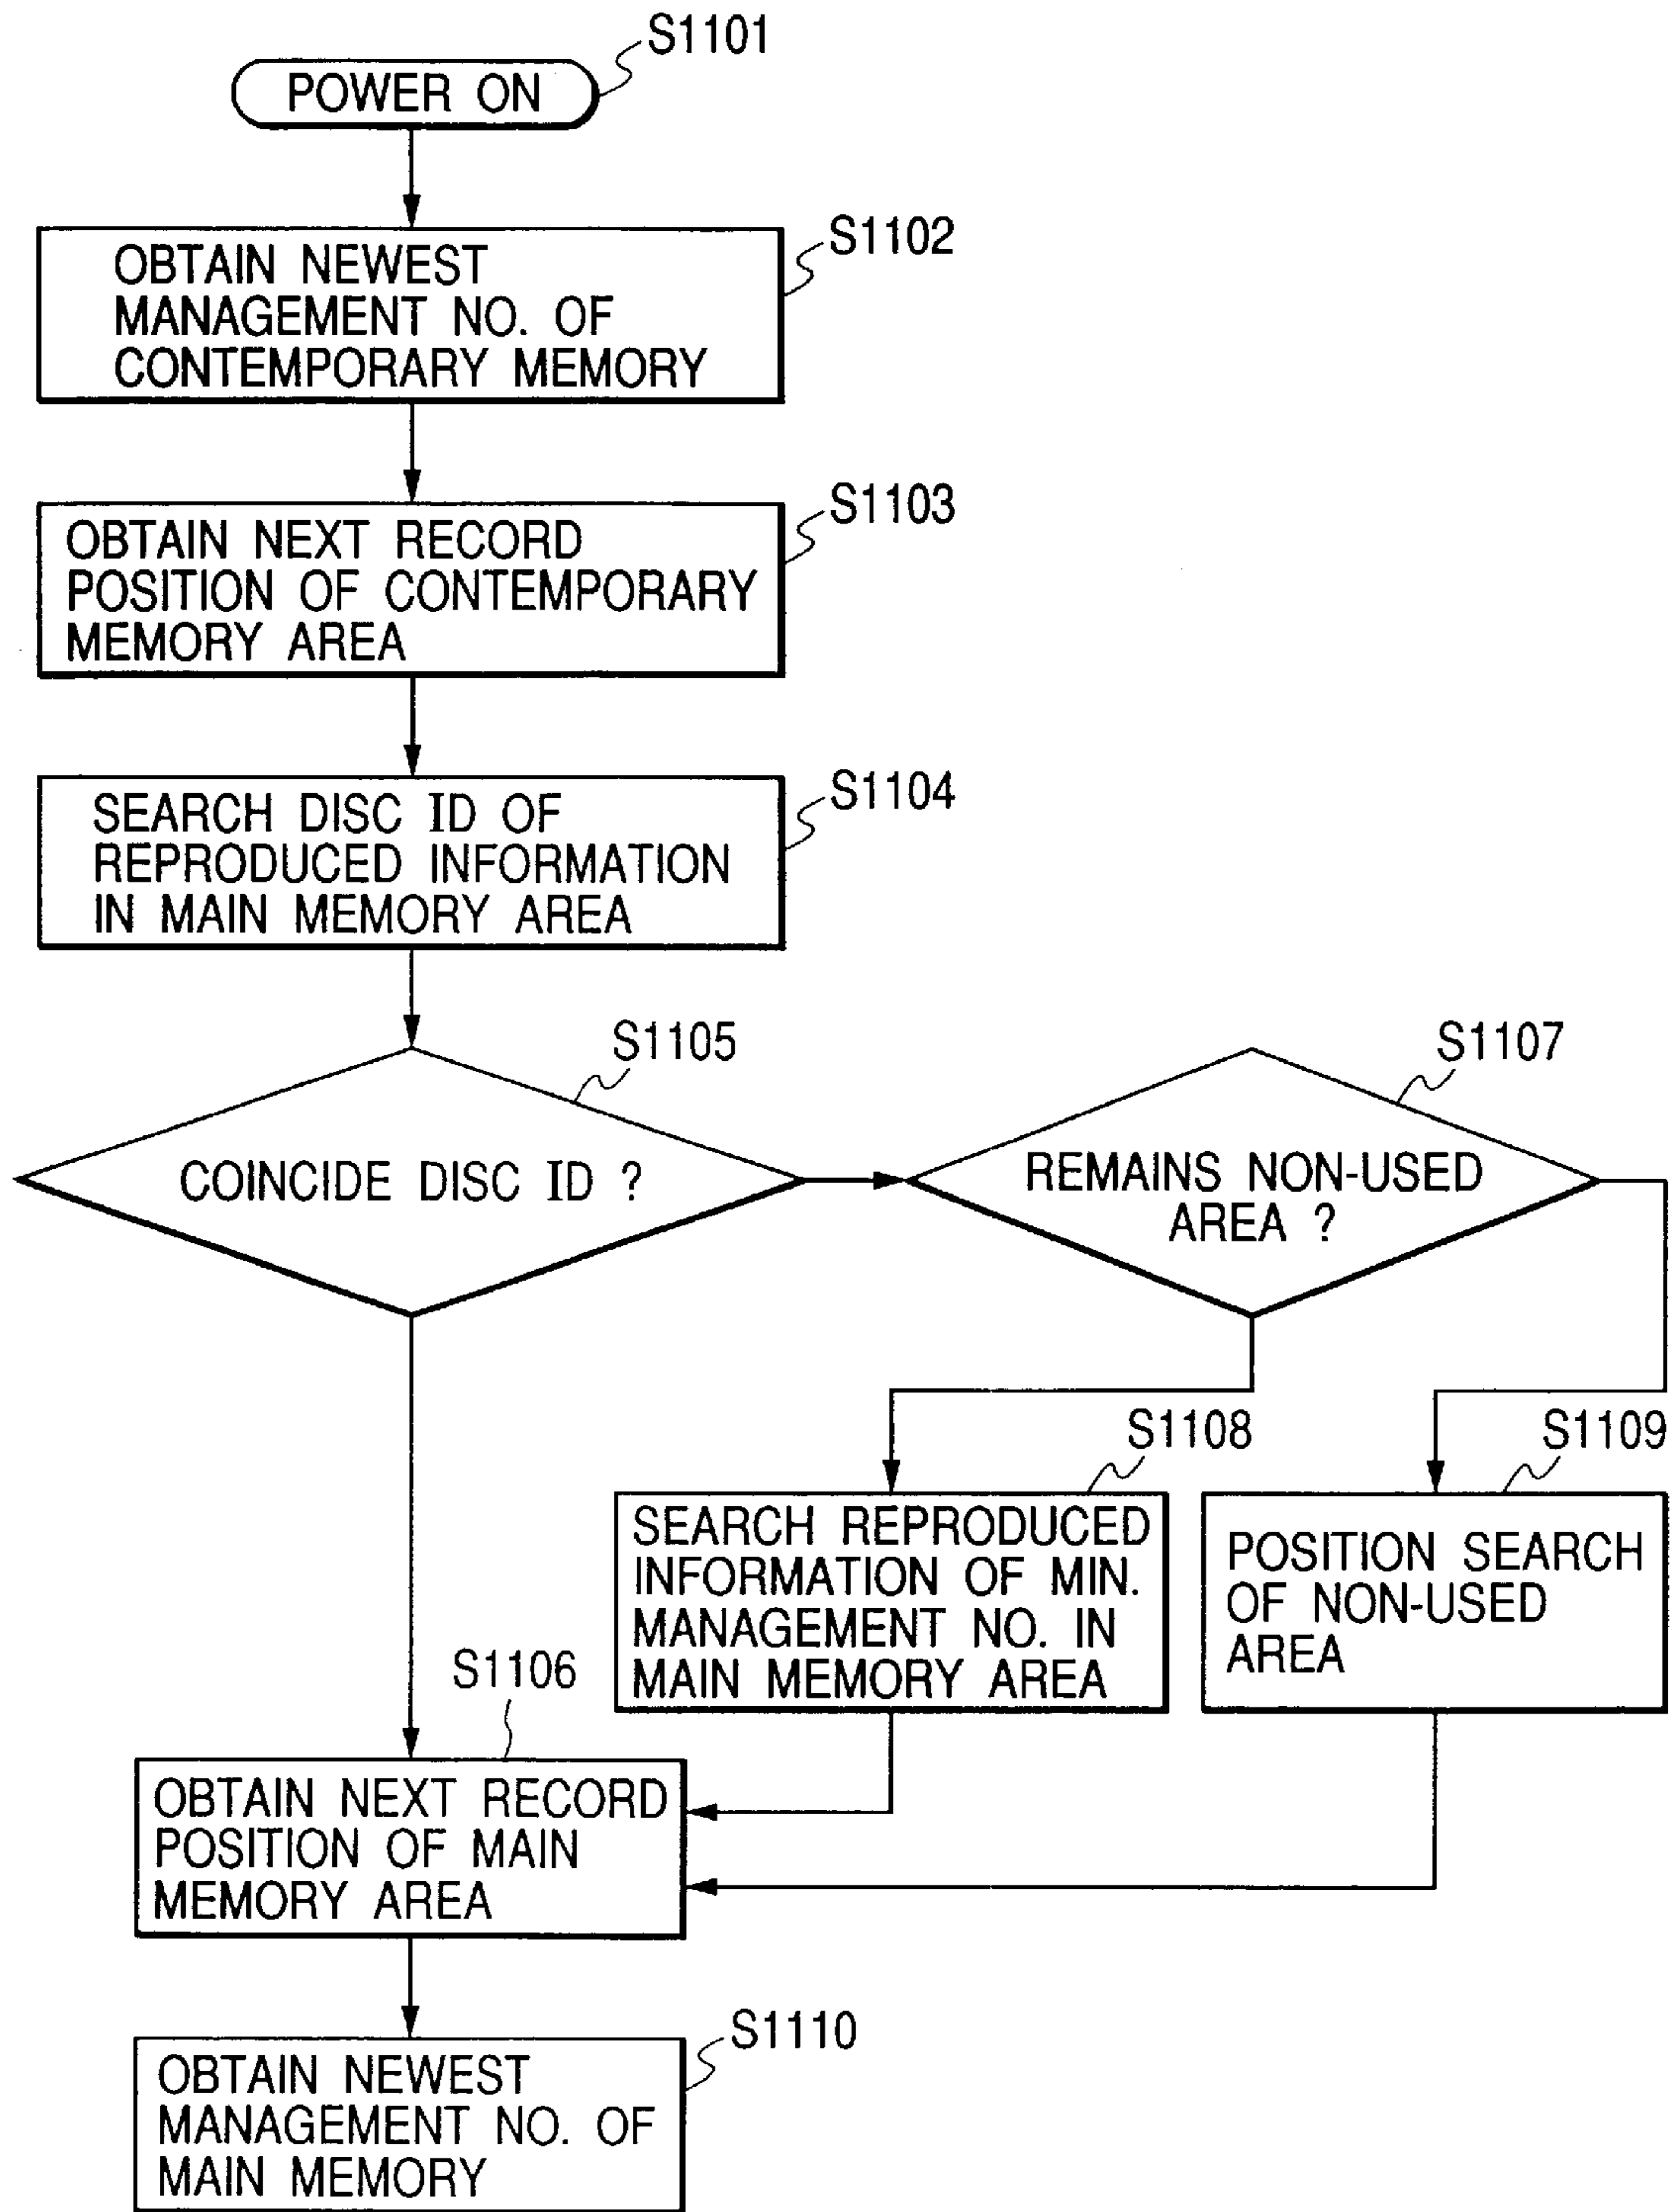 S1101
POWER ON
S1102
OBTAIN NEWEST
MANAGEMENT NO. OF
CONTEMPORARY MEMORY
S1103
OBTAIN NEXT RECORD
POSITION OF CONTEMPORARY
MEMORY AREA
S1104
SEARCH DISC ID OF
REPRODUCED INFORMATION
IN MAIN MEMORY AREA
S1105
COINCIDE DISC ID ?
S1107
REMAINS NON-USED
AREA ?
S1108
SEARCH REPRODUCED
INFORMATION OF MIN.
MANAGEMENT NO. IN
MAIN MEMORY AREA
S1109
POSITION SEARCH
OF NON-USED
AREA
S1106
OBTAIN NEXT RECORD
POSITION OF MAIN
MEMORY AREA
S1110
OBTAIN NEWEST
MANAGEMENT NO. OF
MAIN MEMORY